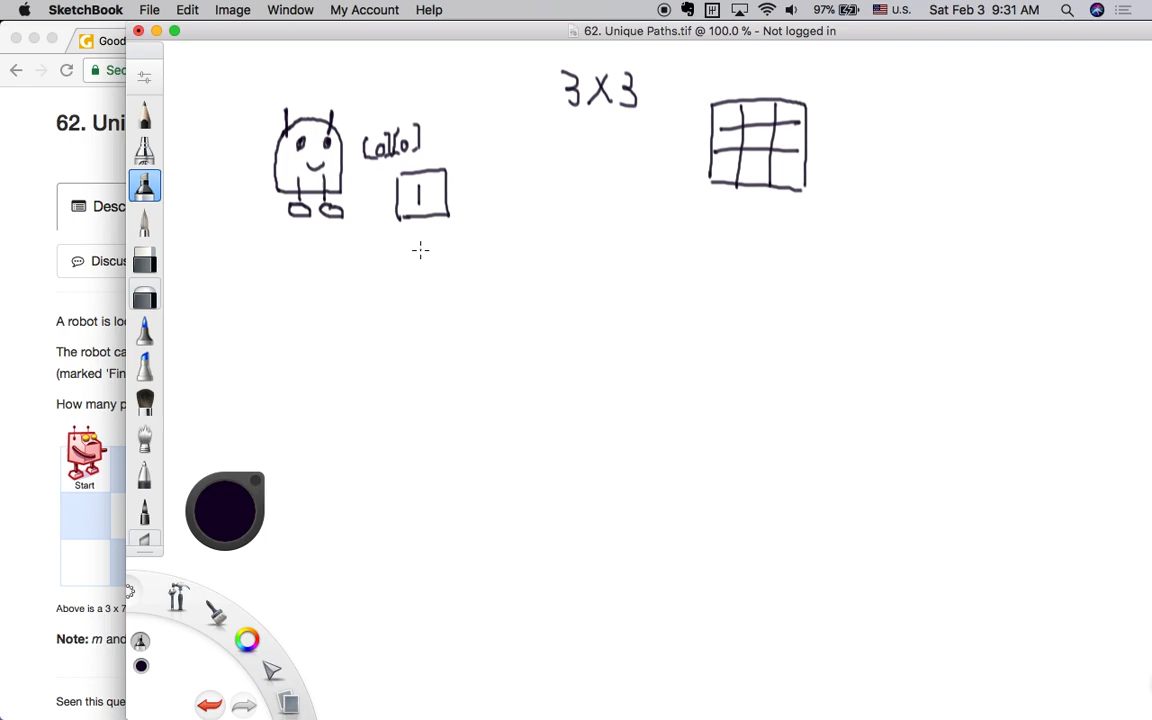 SketchBook File Edit Image Window My Account Help
97% U.S. Sat Feb 3 9:31 AM
62. Unique Paths.tif @ 100.0 % - Not logged in
Good
Sec
62. Uni
Desc
Discus
A robot is lo
The robot ca
(marked 'Fin
How many p
Start
Above is a 3 x 7
Note: m and
Seen this que
3 X 3
[0][0]
1